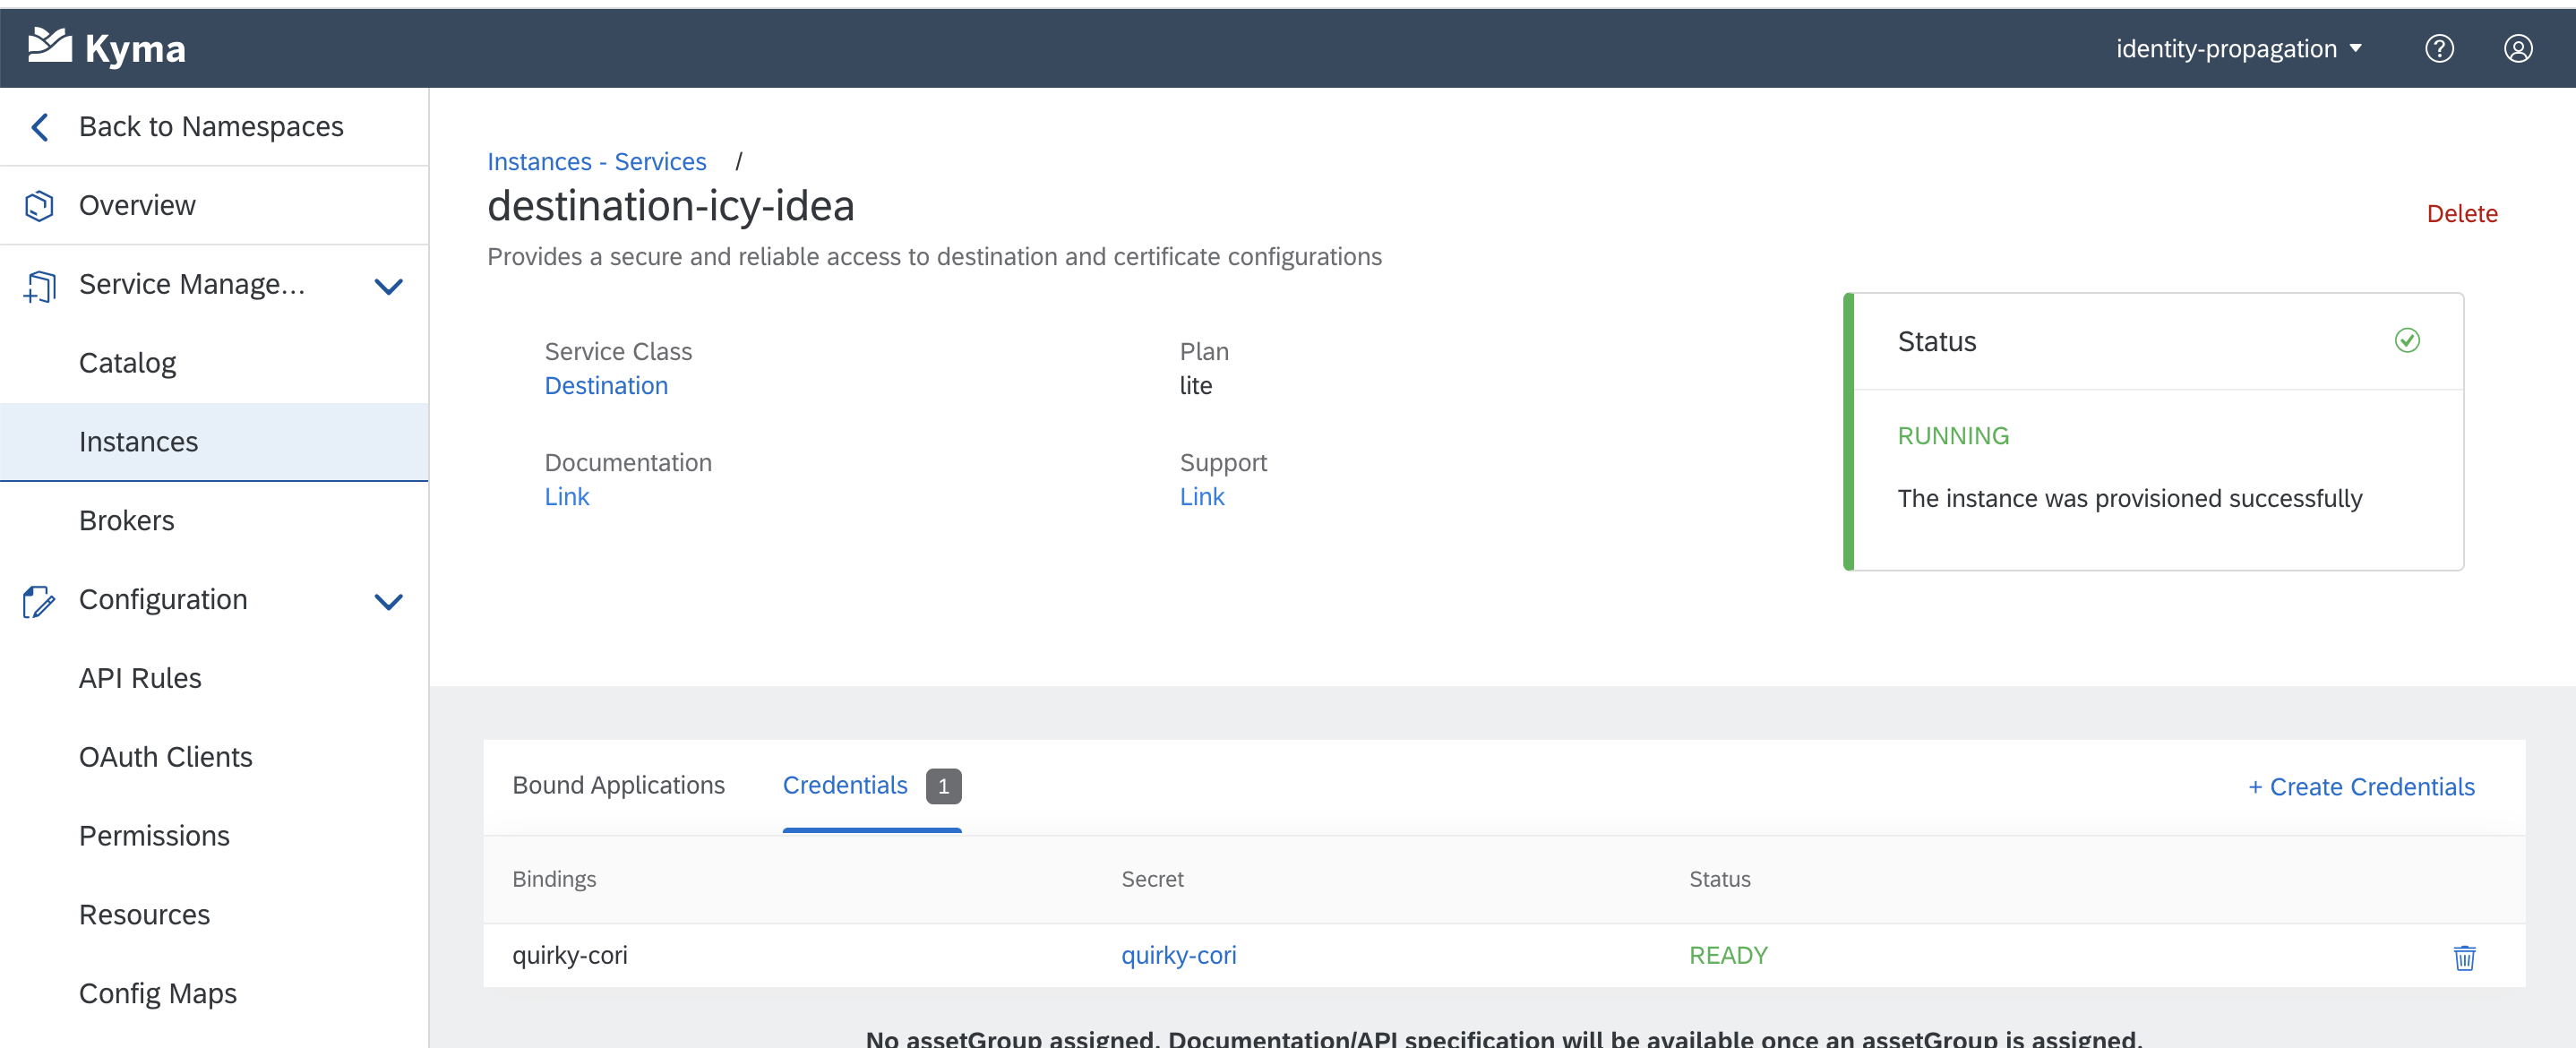 Kyma
identity-propagation
Back to Namespaces
Overview
Service Manage...
Catalog
Instances
Brokers
Configuration
API Rules
OAuth Clients
Permissions
Resources
Config Maps
Instances - Services /
destination-icy-idea
Delete
Provides a secure and reliable access to destination and certificate configurations
Service Class
Destination
Plan
lite
Documentation
Link
Support
Link
Status
RUNNING
The instance was provisioned successfully
Bound Applications Credentials 1 + Create Credentials
Bindings Secret Status
quirky-cori quirky-cori READY
No assetGroup assigned. Documentation/API specification will be available once an assetGroup is assigned.